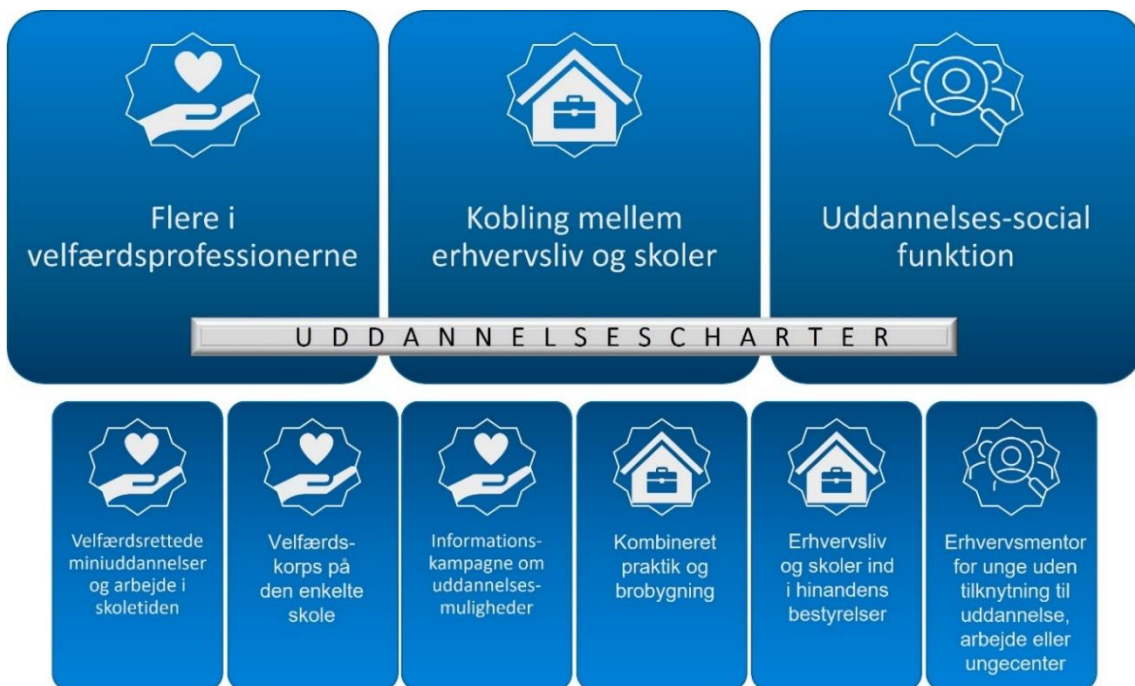 Flere i
velfærdsprofessionerne
Kobling mellem
erhvervsliv og skoler
Uddannelses-social
funktion
UDDANNELSESCHARTER
Velfærdsrettede
miniuddannelser
og arbejde i
skoletiden
Velfærds-
korps på
den enkelte
skole
Informations-
kampagne om
uddannelses-
muligheder
Kombineret
praktik og
brobygning
Erhvervsliv
og skoler ind
i hinandens
bestyrelser
Erhvervsmentor
for unge uden
tilknytning til
uddannelse,
arbejde eller
ungecenter